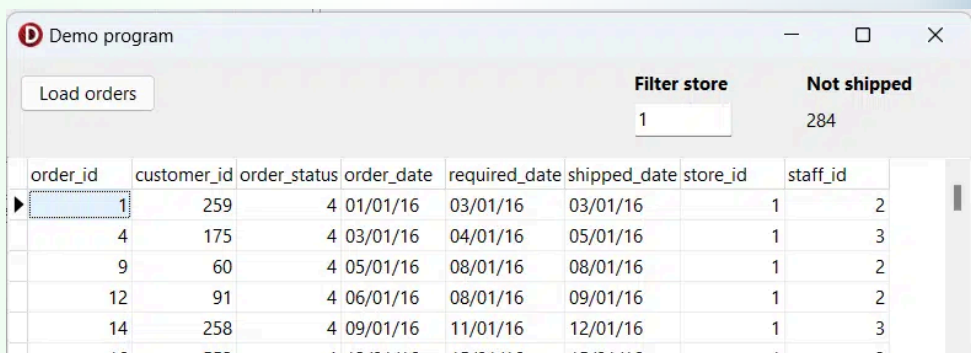 Demo program
Load orders
Filter store
Not shipped
1
284
order_id customer_id order_status order_date required_date shipped_date store_id staff_id
1 259 4 01/01/16 03/01/16 03/01/16 1 2
4 175 4 03/01/16 04/01/16 05/01/16 1 3
9 60 4 05/01/16 08/01/16 08/01/16 1 2
12 91 4 06/01/16 08/01/16 09/01/16 1 2
14 258 4 09/01/16 11/01/16 12/01/16 1 3